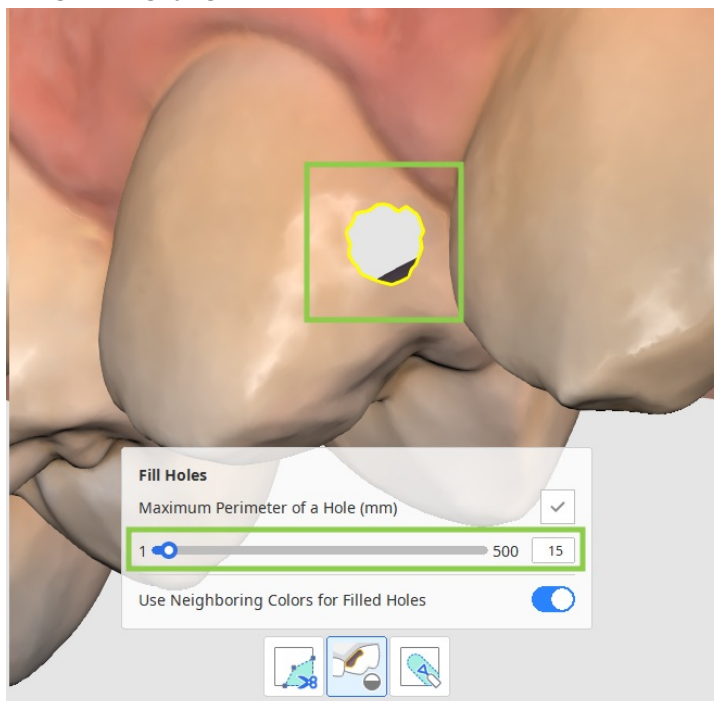 Fill Holes
Maximum Perimeter of a Hole (mm)
1 500 15
Use Neighboring Colors for Filled Holes